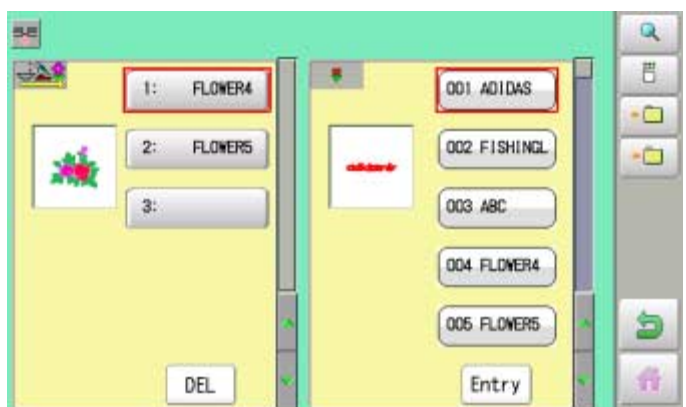 1: FLOWER4
2: FLOWER5
3:
DEL
001 ADIDAS
002 FISHINGL
003 ABC
004 FLOWER4
005 FLOWER5
Entry